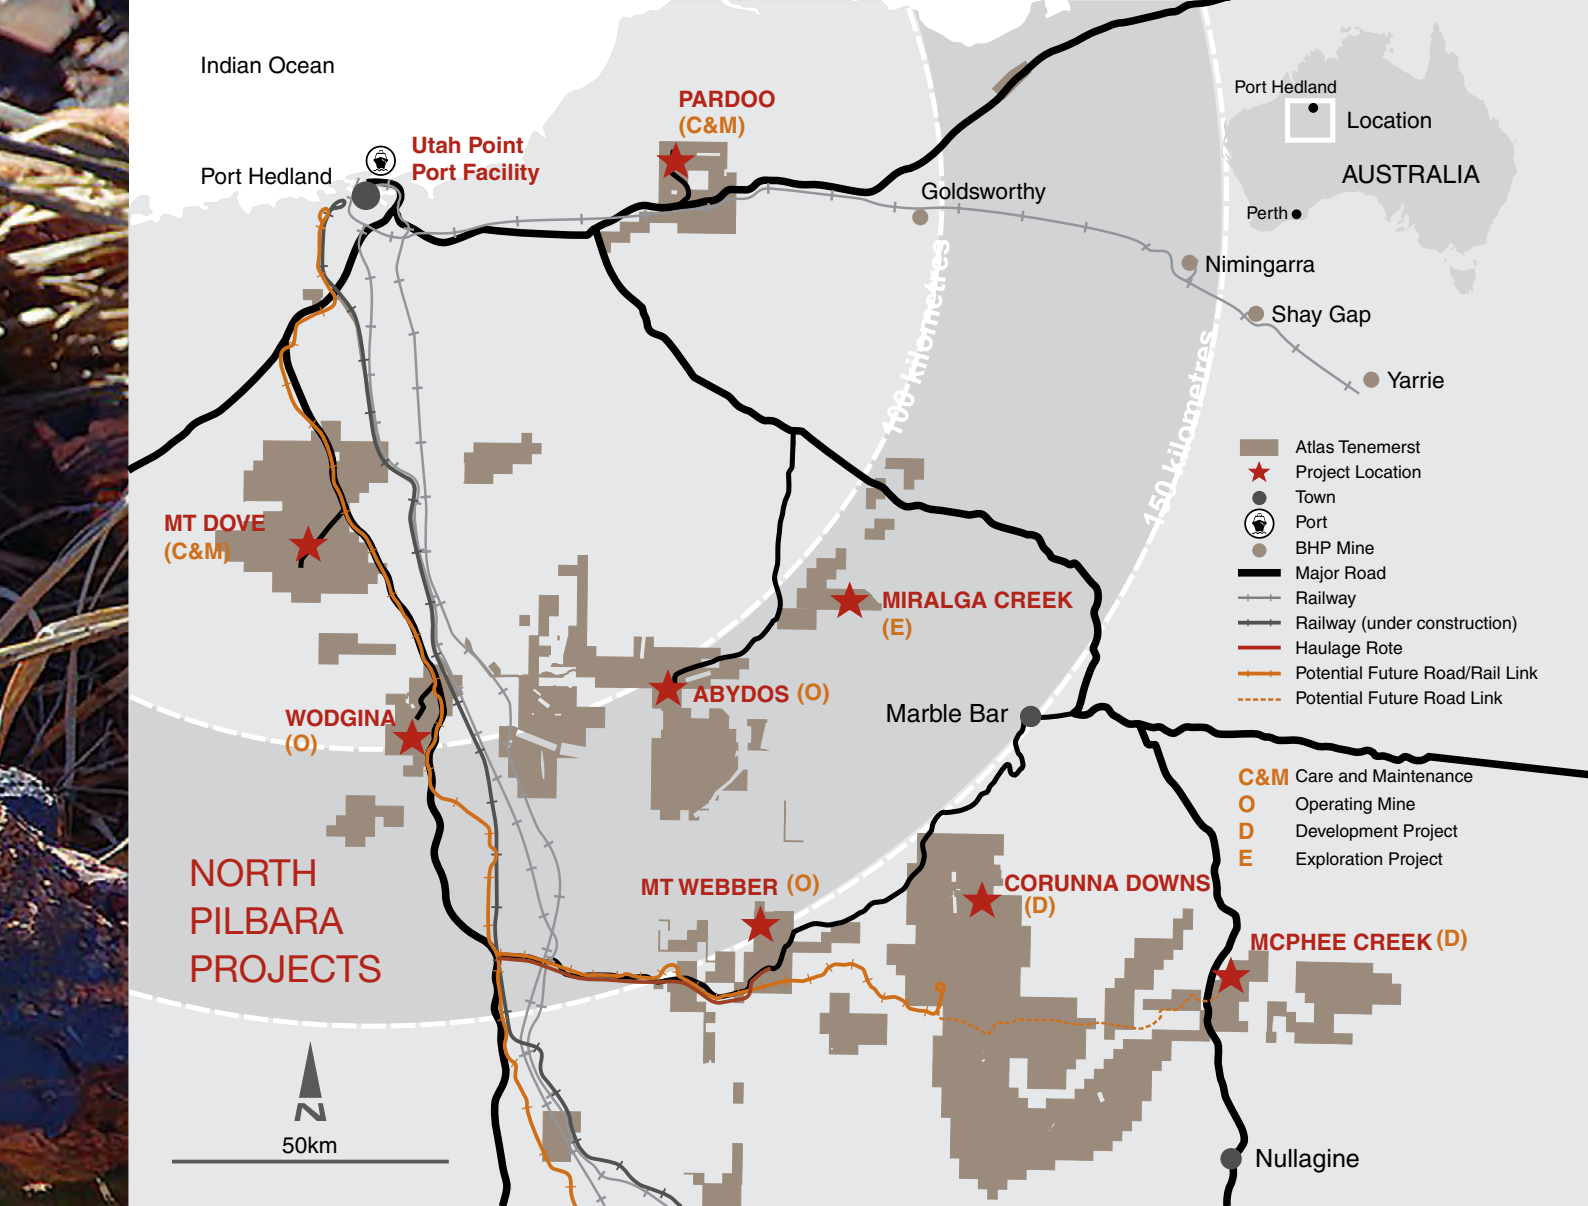 Indian Ocean
PARDOO
(C&M)
Utah Point
Port Facility
Port Hedland
Goldsworthy
Nimingarra
Shay Gap
Yarrie
100 kilometres
150 kilometres
Port Hedland
Location
AUSTRALIA
Perth
Atlas Tenemerst
Project Location
Town
Port
BHP Mine
Major Road
Railway
Railway (under construction)
Haulage Rote
Potential Future Road/Rail Link
Potential Future Road Link
C&M Care and Maintenance
O Operating Mine
D Development Project
E Exploration Project
MT DOVE
(C&M)
MIRALGA CREEK
(E)
ABYDOS (O)
WODGINA
(O)
Marble Bar
MT WEBBER (O)
CORUNNA DOWNS
(D)
MCPHEE CREEK (D)
NORTH
PILBARA
PROJECTS
N
50km
Nullagine